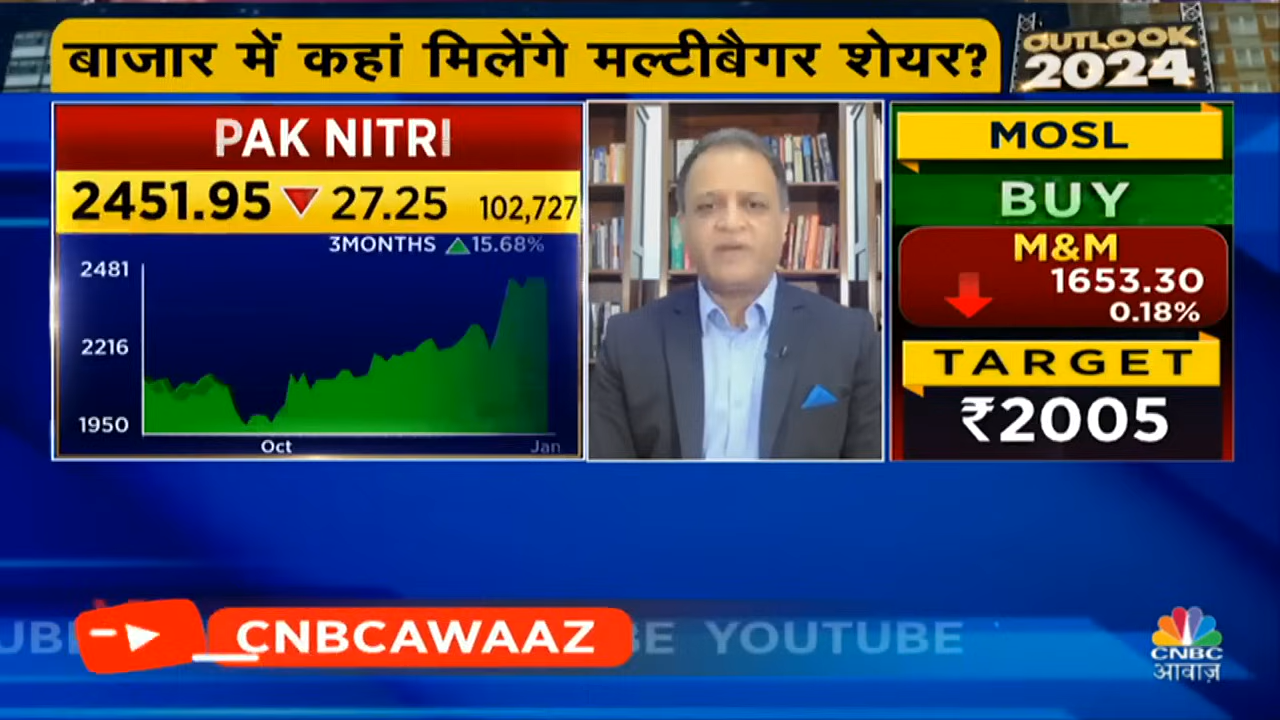 बाजार में कहां मिलेंगे मल्टीबैगर शेयर?
OUTLOOK
2024
PAK NITRI
2451.95 27.25 102,727
3MONTHS 15.68%
2481
2216
1950
Oct Jan
MOSL
BUY
M&M
1653.30
0.18%
TARGET
₹2005
CNBCAWAAZ
YOUTUBE
CNBC
आवाज़